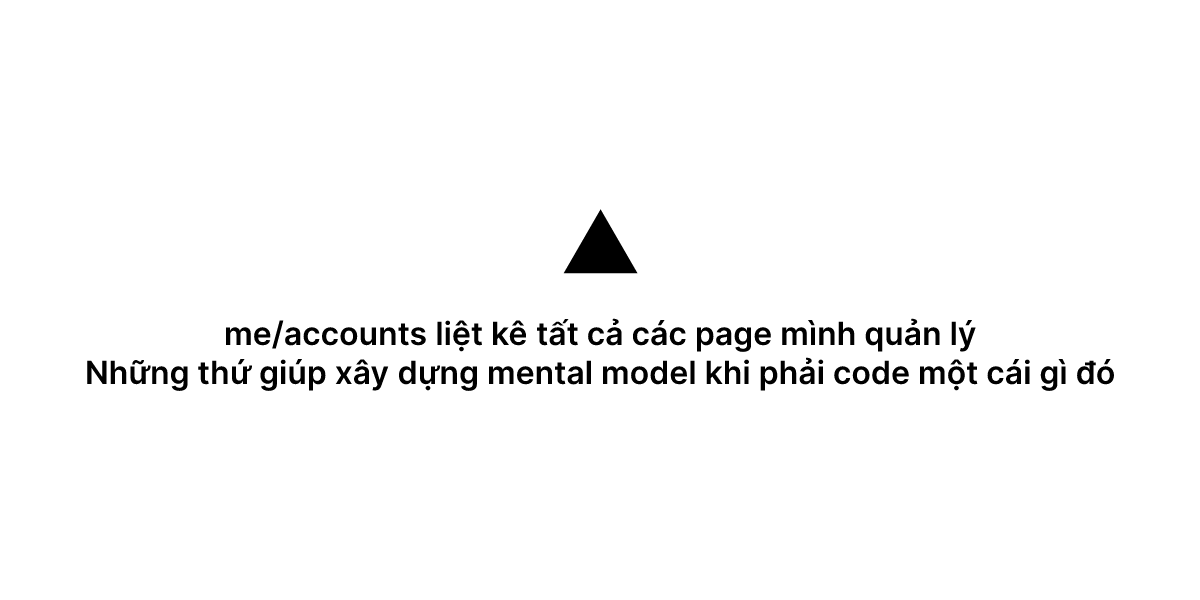 me/accounts liệt kê tất cả các page mình quản lý
Những thứ giúp xây dựng mental model khi phải code một cái gì đó